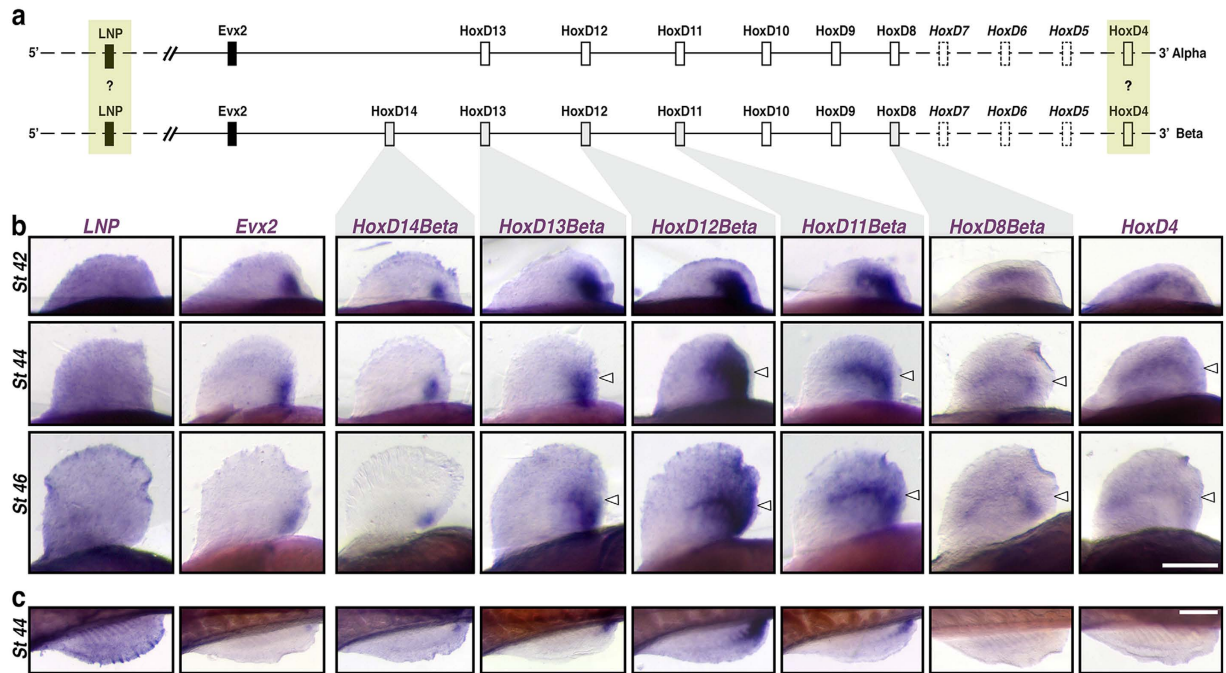 a
LNP Evx2 HoxD13 HoxD12 HoxD11 HoxD10 HoxD9 HoxD8 HoxD7 HoxD6 HoxD5 HoxD4
5' 3' Alpha
? ?
LNP Evx2 HoxD14 HoxD13 HoxD12 HoxD11 HoxD10 HoxD9 HoxD8 HoxD7 HoxD6 HoxD5 HoxD4
5' 3' Beta
b
LNP Evx2 HoxD14Beta HoxD13Beta HoxD12Beta HoxD11Beta HoxD8Beta HoxD4
St 42
St 44
St 46
c
St 44